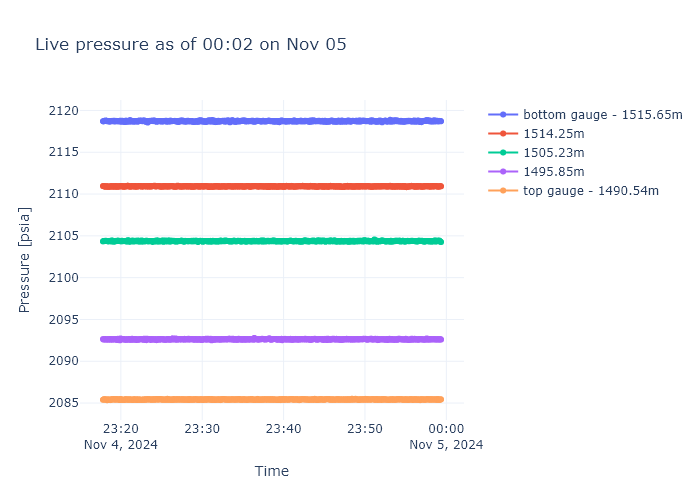 Live pressure as of 00:02 on Nov 05
2120
2115
2110
2105
2100
2095
2090
2085
Pressure [psia]
23:20
Nov 4, 2024
23:30
23:40
23:50
00:00
Nov 5, 2024
Time
bottom gauge - 1515.65m
1514.25m
1505.23m
1495.85m
top gauge - 1490.54m